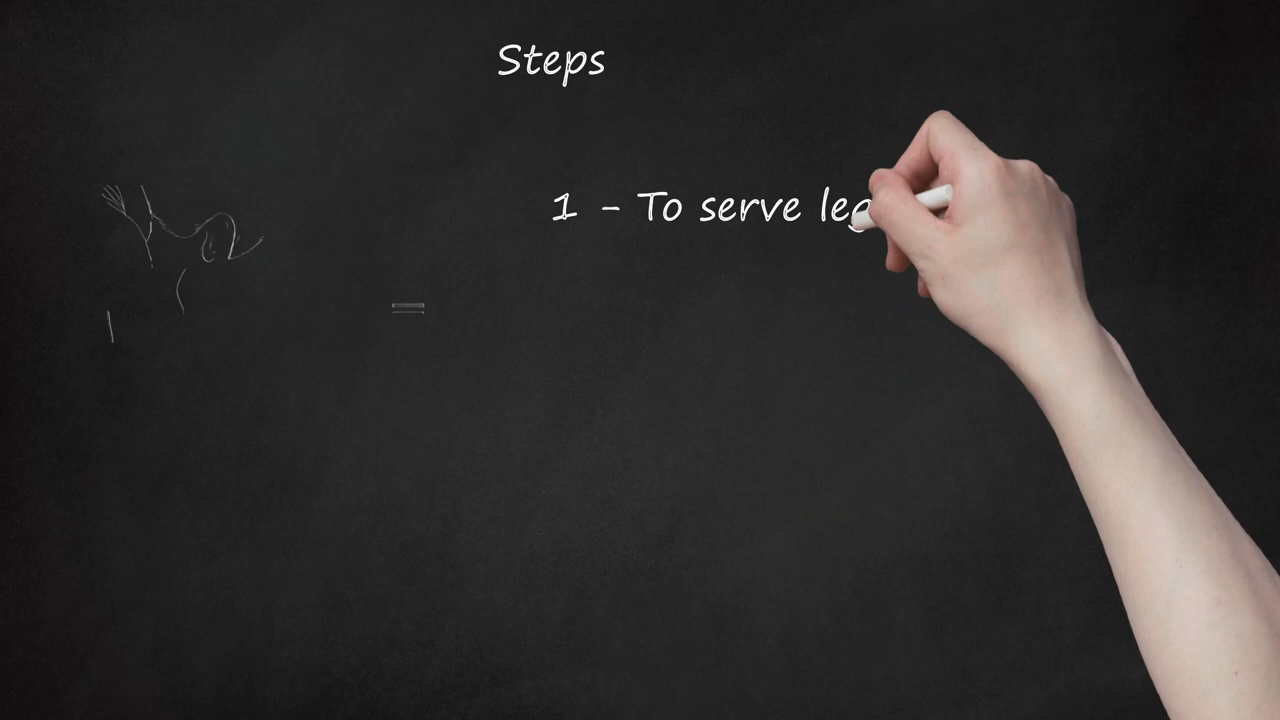 Steps
1 - To serve
=